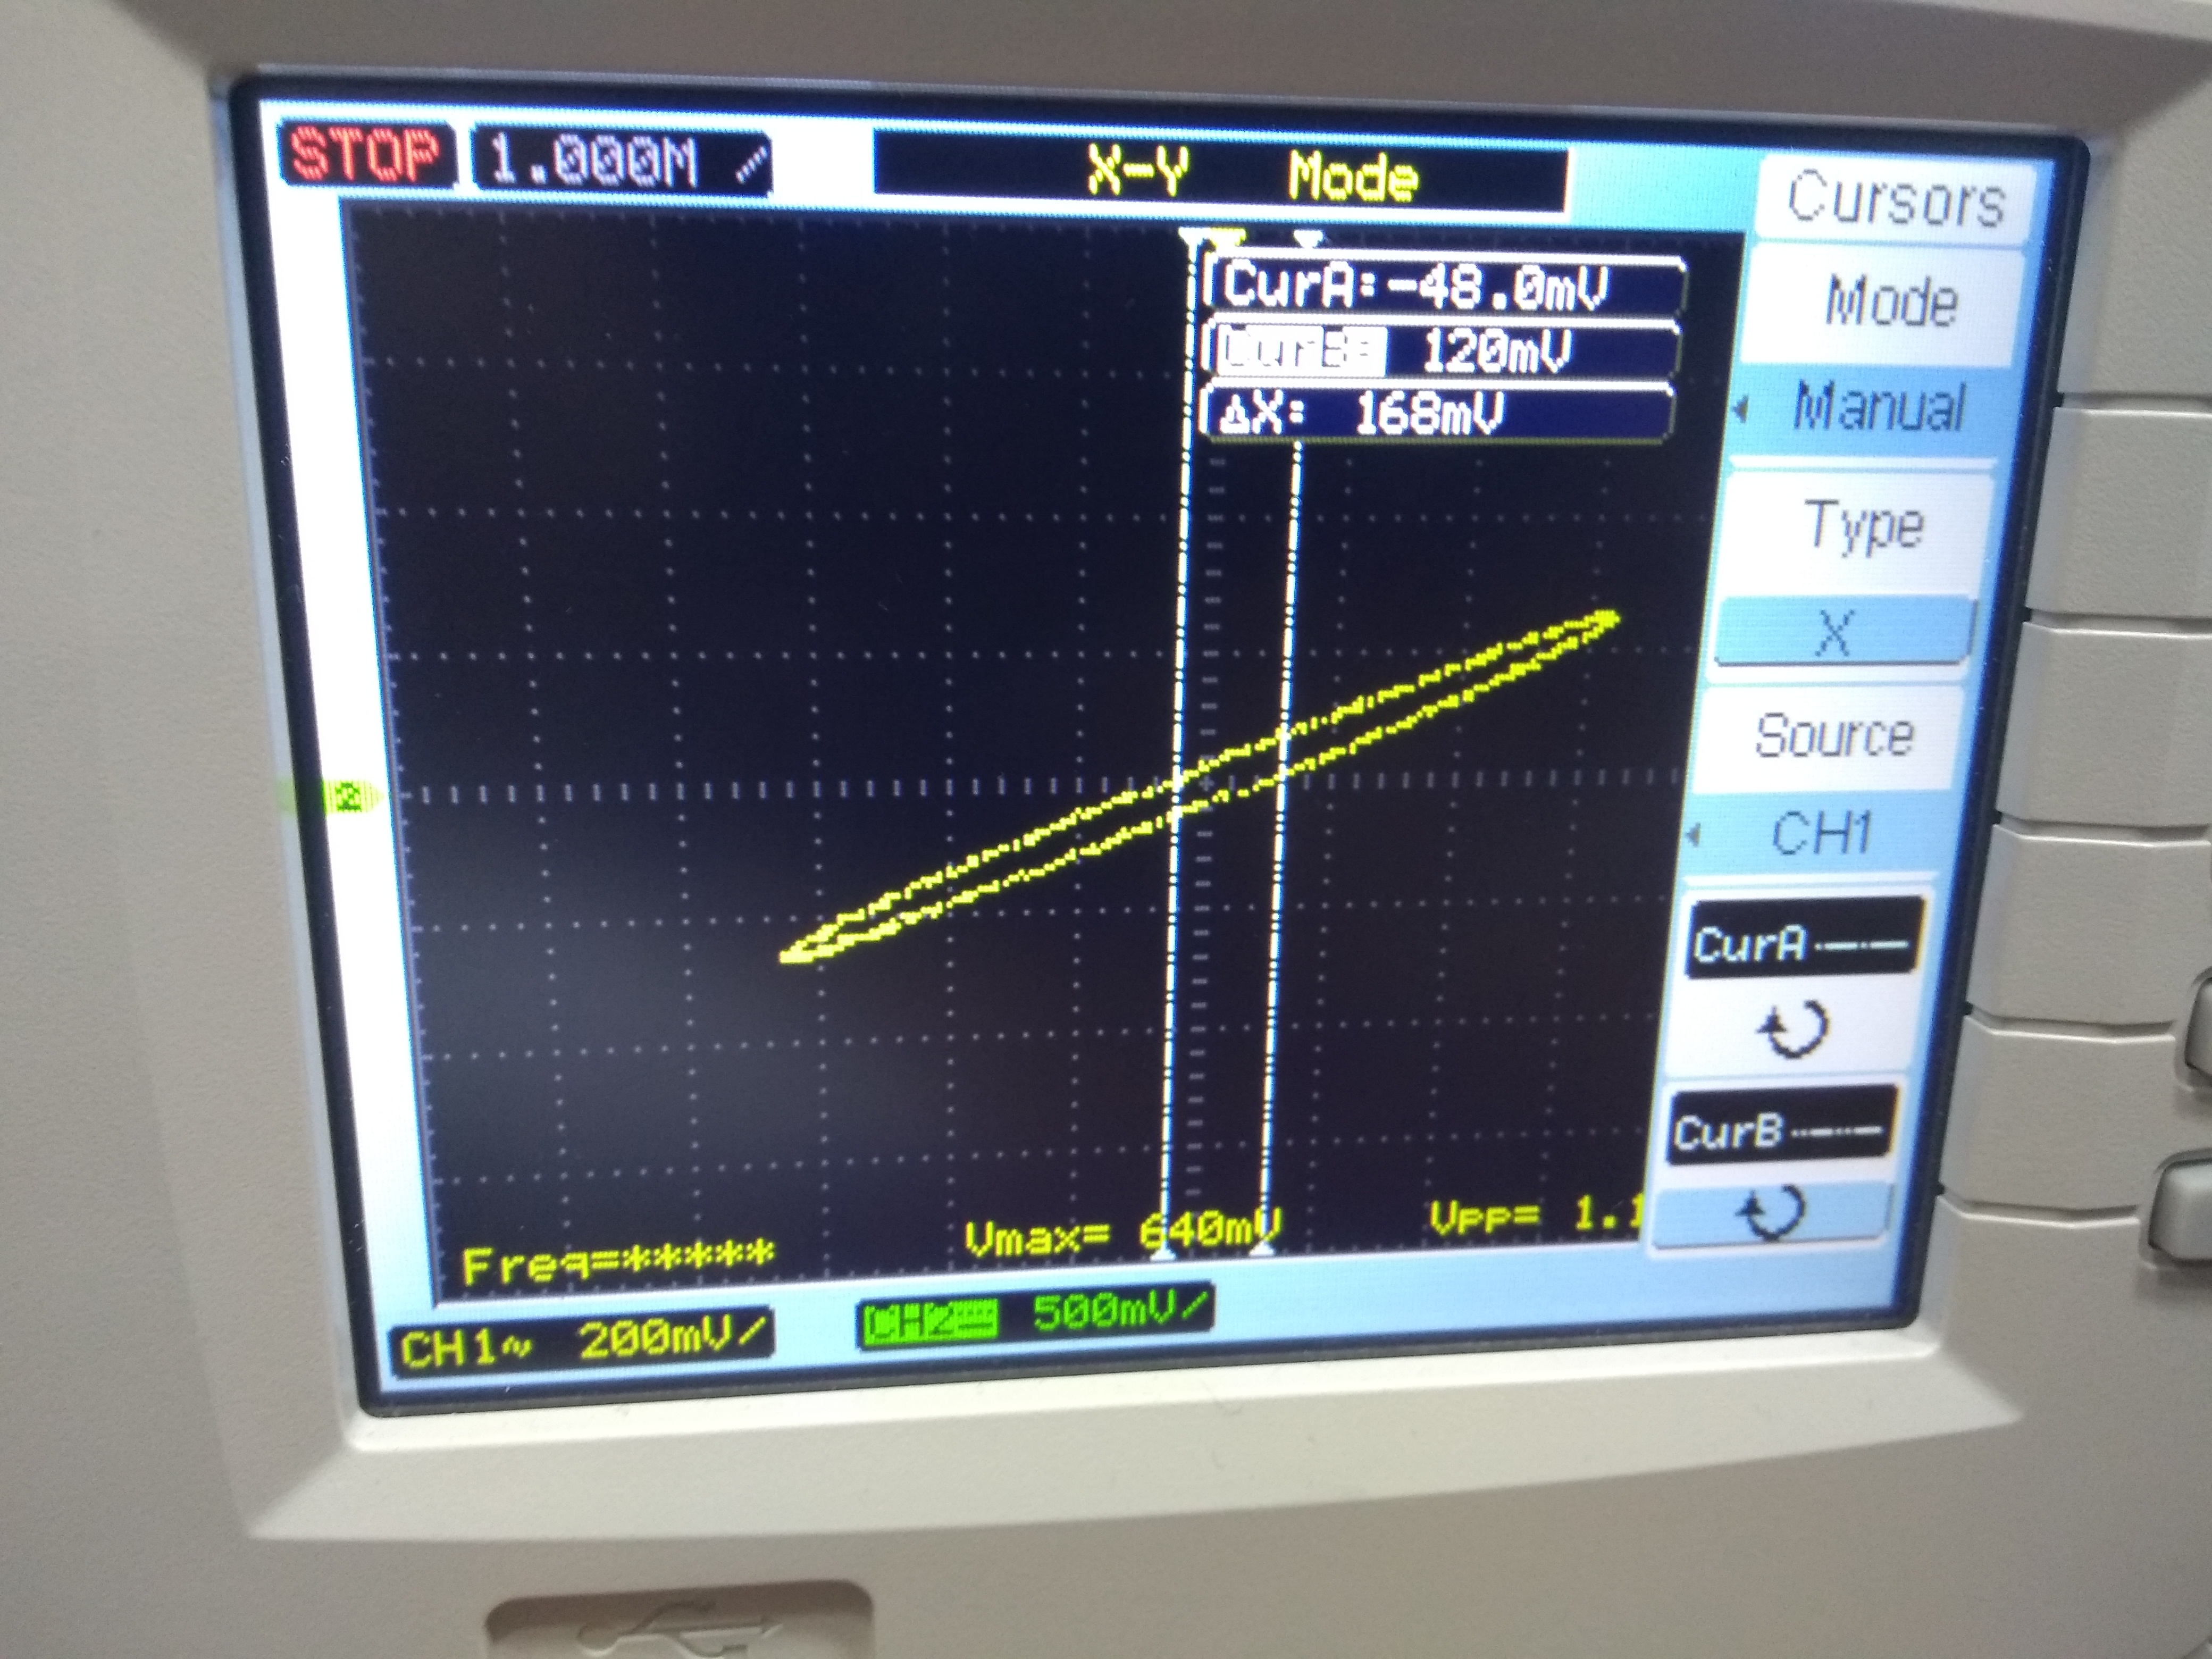 STOP 1.000M X-Y Mode
Cursors
Mode
Manual
Type
X
Source
CH1
CurA
CurB
CurA:-48.0mV
CurB: 120mV
ΔX: 168mV
2
Freq=***** Vmax= 640mV Vpp= 1.1
CH1~ 200mV/ CH2 500mV/